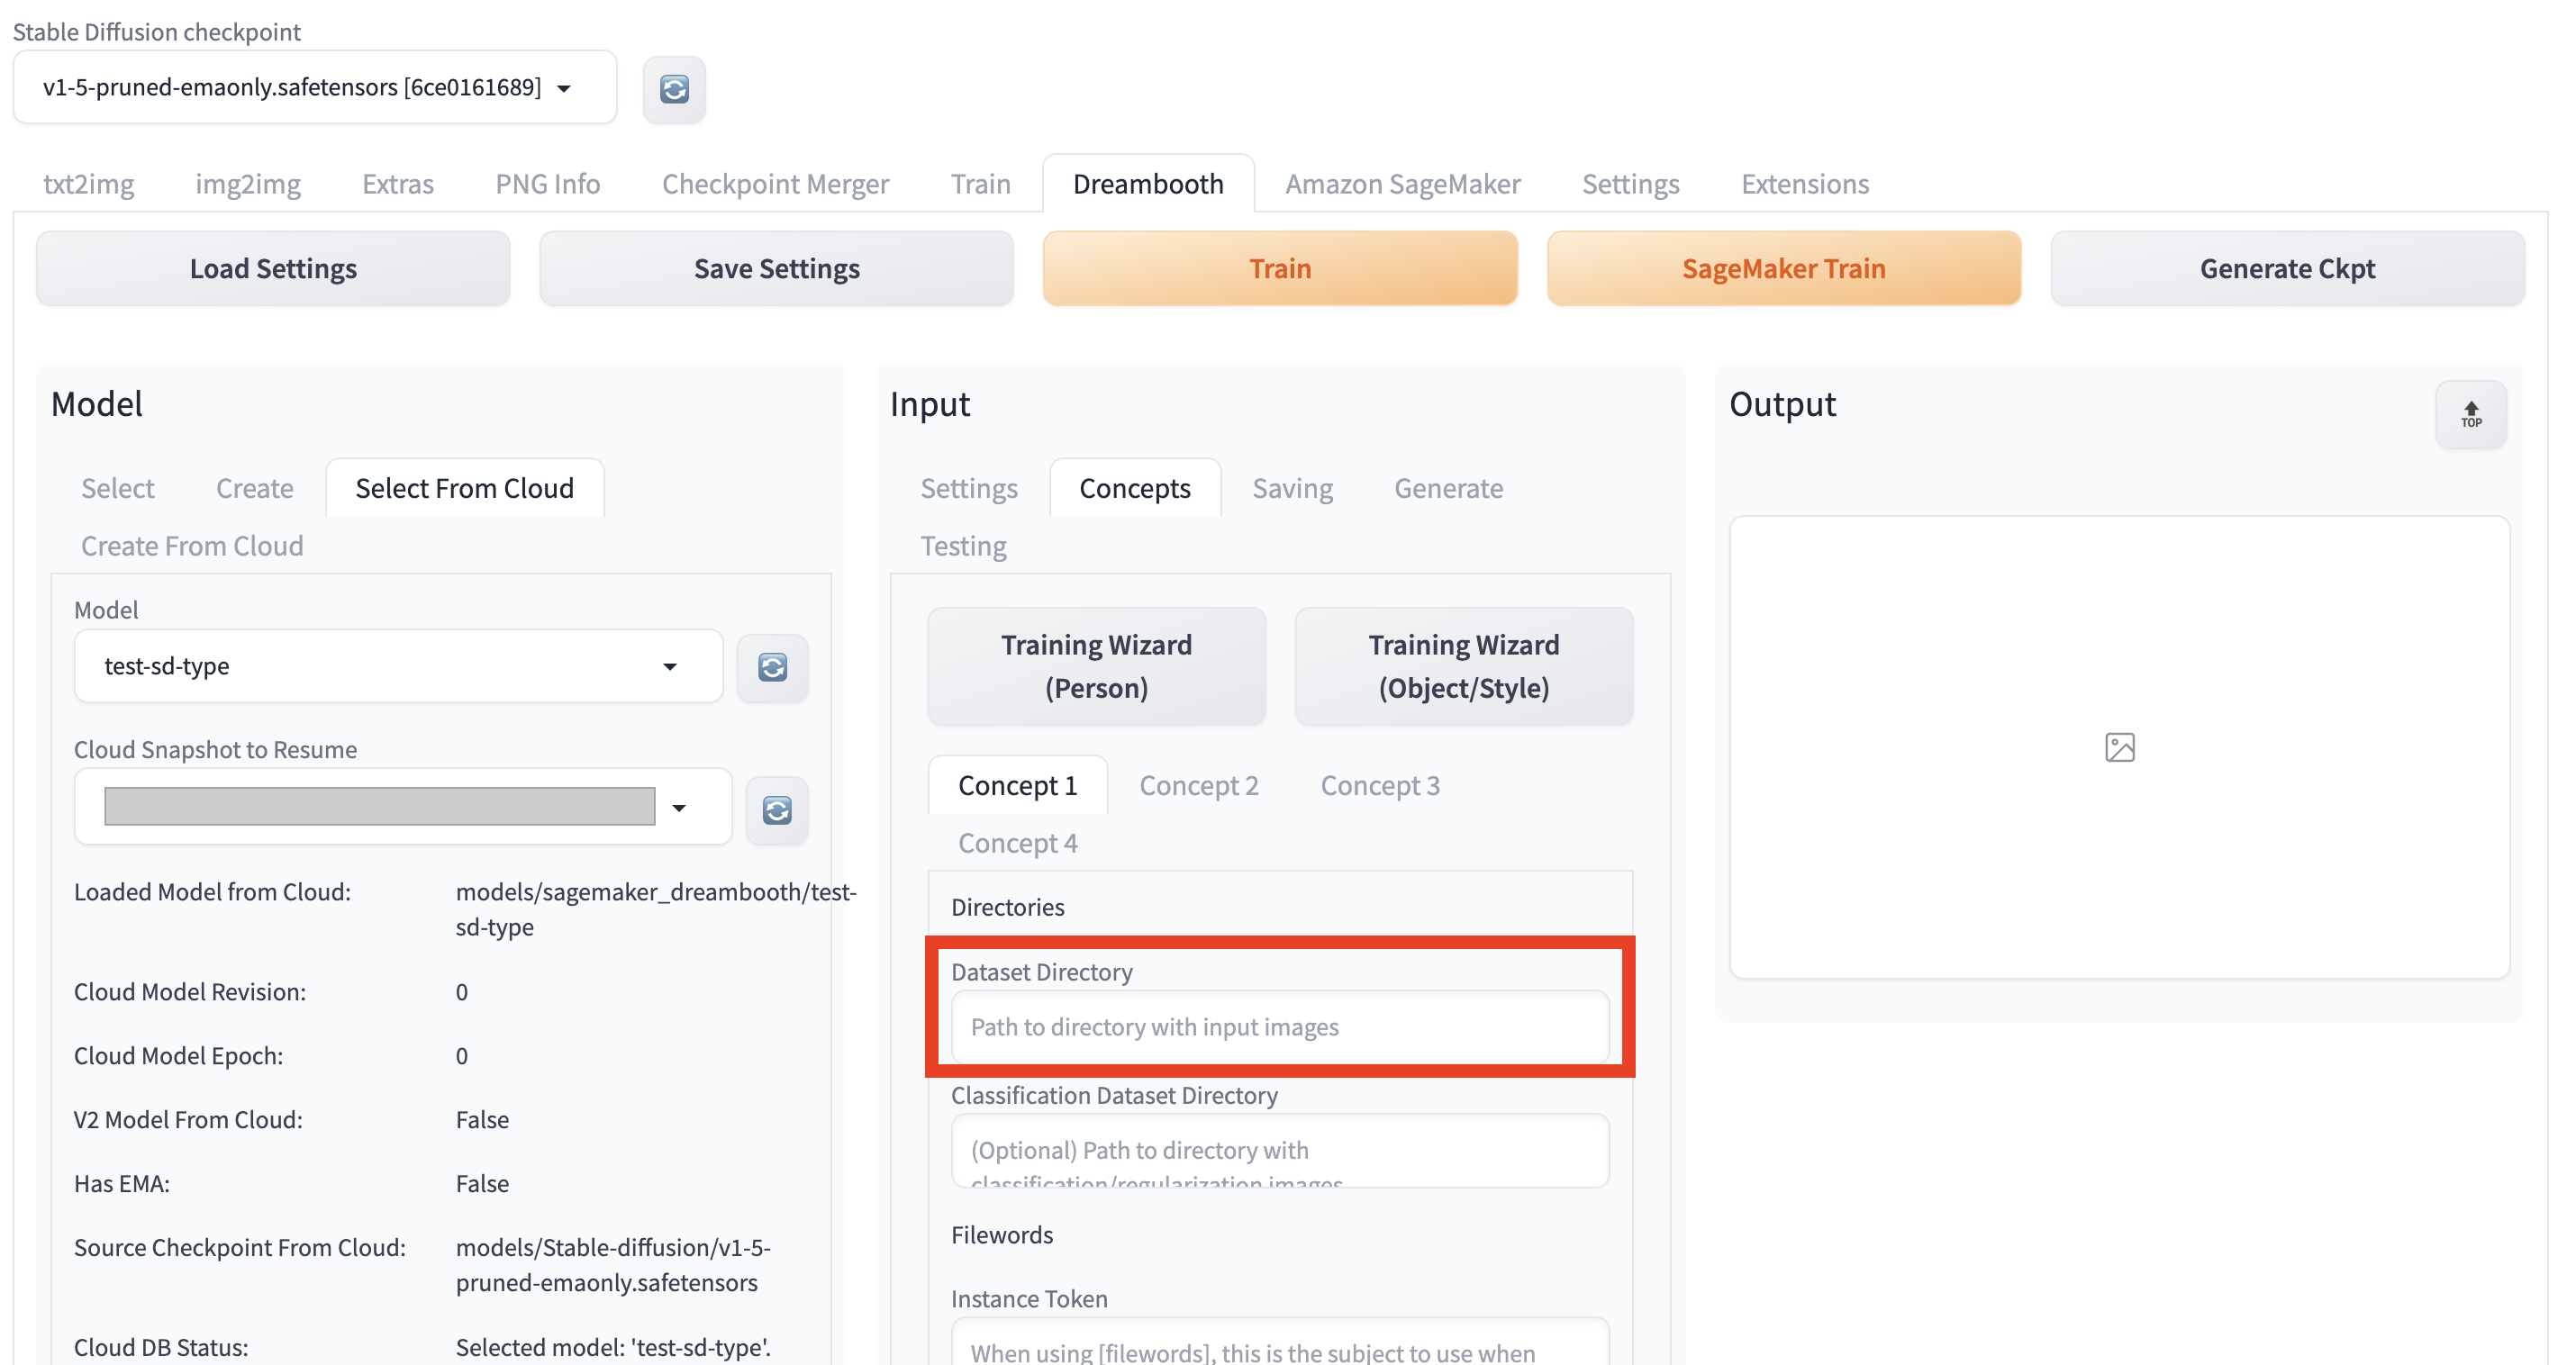 Stable Diffusion checkpoint
v1-5-pruned-emaonly.safetensors [6ce0161689]
txt2img img2img Extras PNG Info Checkpoint Merger Train Dreambooth Amazon SageMaker Settings Extensions
Load Settings Save Settings Train SageMaker Train Generate Ckpt
Model
Select Create Select From Cloud
Create From Cloud
Model
test-sd-type
Cloud Snapshot to Resume
Loaded Model from Cloud: models/sagemaker_dreambooth/test-
sd-type
Cloud Model Revision: 0
Cloud Model Epoch: 0
V2 Model From Cloud: False
Has EMA: False
Source Checkpoint From Cloud: models/Stable-diffusion/v1-5-
pruned-emaonly.safetensors
Cloud DB Status: Selected model: 'test-sd-type'.
Input
Settings Concepts Saving Generate
Testing
Training Wizard
(Person)
Training Wizard
(Object/Style)
Concept 1 Concept 2 Concept 3
Concept 4
Directories
Dataset Directory
Path to directory with input images
Classification Dataset Directory
(Optional) Path to directory with
classification/regularization images
Filewords
Instance Token
When using [filewords], this is the subject to use when
Output
TOP